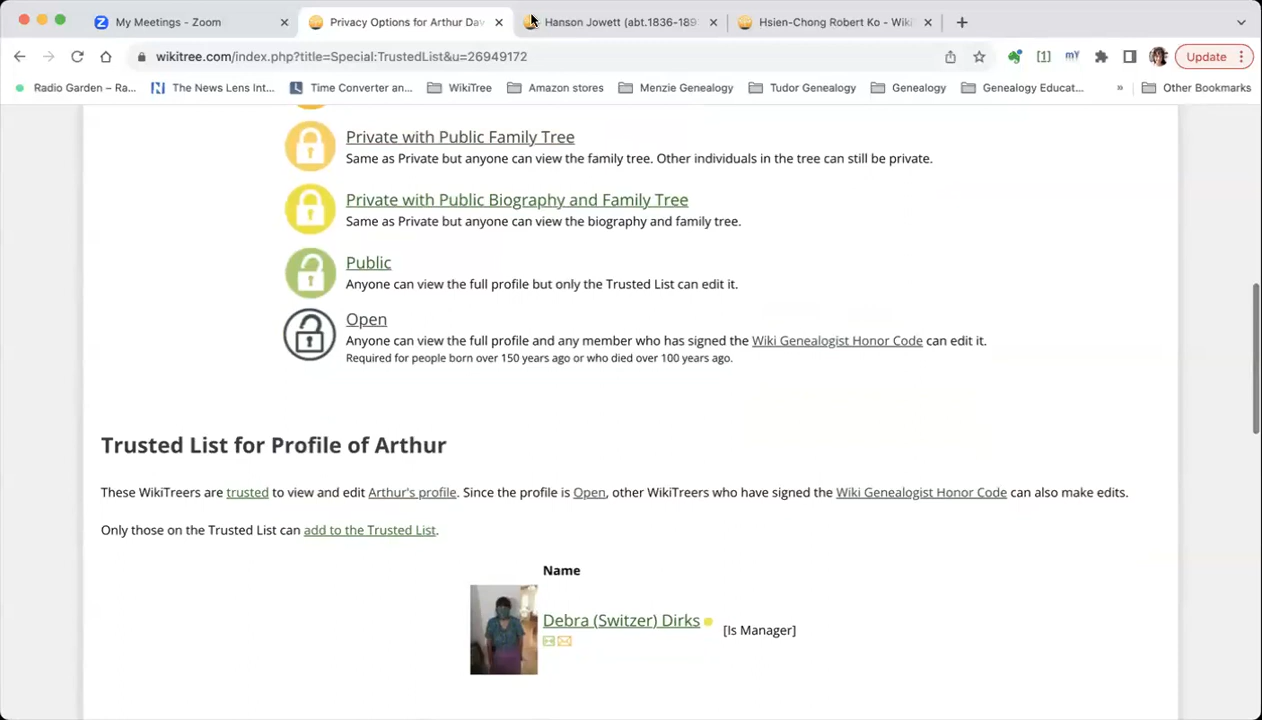 My Meetings – Zoom
Privacy Options for Arthur Dav
Hanson Jowett (abt.1836-189
Hsien-Chong Robert Ko - Wiki
wikitree.com/index.php?title=Special:TrustedList&u=26949172
[1]
mY
Update
Radio Garden – Ra...
The News Lens Int...
Time Converter an...
WikiTree
Amazon stores
Menzie Genealogy
Tudor Genealogy
Genealogy
Genealogy Educat...
»
Other Bookmarks
Private with Public Family Tree
Same as Private but anyone can view the family tree. Other individuals in the tree can still be private.
Private with Public Biography and Family Tree
Same as Private but anyone can view the biography and family tree.
Public
Anyone can view the full profile but only the Trusted List can edit it.
Open
Anyone can view the full profile and any member who has signed the Wiki Genealogist Honor Code can edit it.
Required for people born over 150 years ago or who died over 100 years ago.
Trusted List for Profile of Arthur
These WikiTreers are trusted to view and edit Arthur's profile. Since the profile is Open, other WikiTreers who have signed the Wiki Genealogist Honor Code can also make edits.
Only those on the Trusted List can add to the Trusted List.
Name
Debra (Switzer) Dirks
[Is Manager]